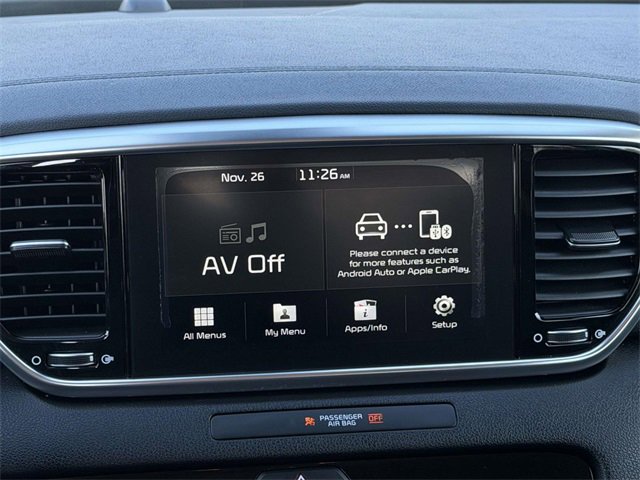 Nov. 26 11:26 AM
AV Off
Please connect a device
for more features such as
Android Auto or Apple CarPlay.
All Menus
My Menu
Apps/Info
Setup
PASSENGER
AIR BAG
OFF